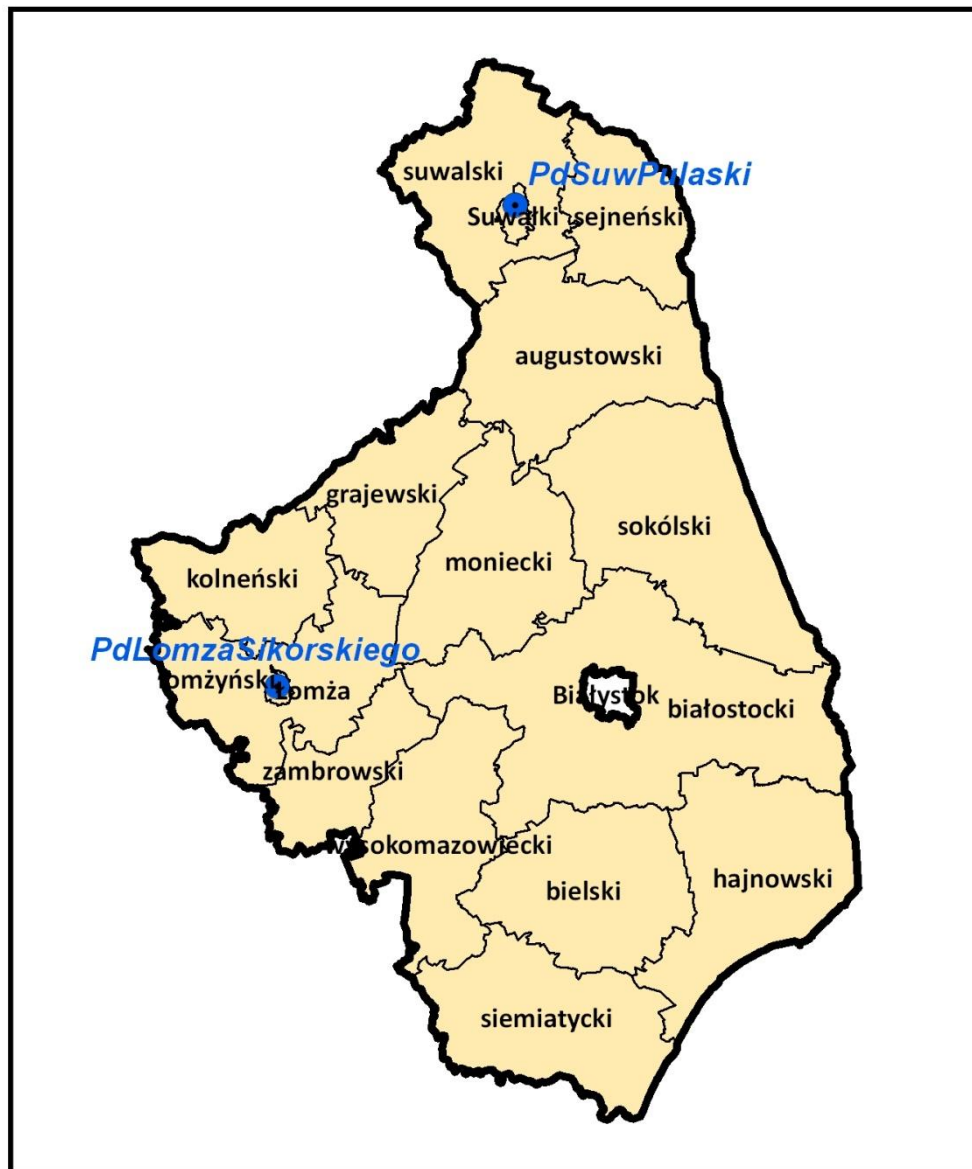 suwalski
PdSuwPulaski
Suwałki
sejneński
augustowski
grajewski
sokólski
moniecki
kolneński
PdLomzaSikorskiego
łomżyński
Łomża
Białystok
białostocki
zambrowski
wysokomazowiecki
bielski
hajnowski
siemiatycki